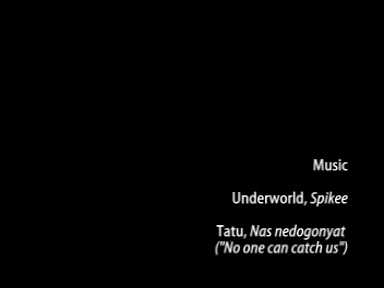 Music
Underworld, Spikee
Tatu, Nas nedogonyat
("No one can catch us")